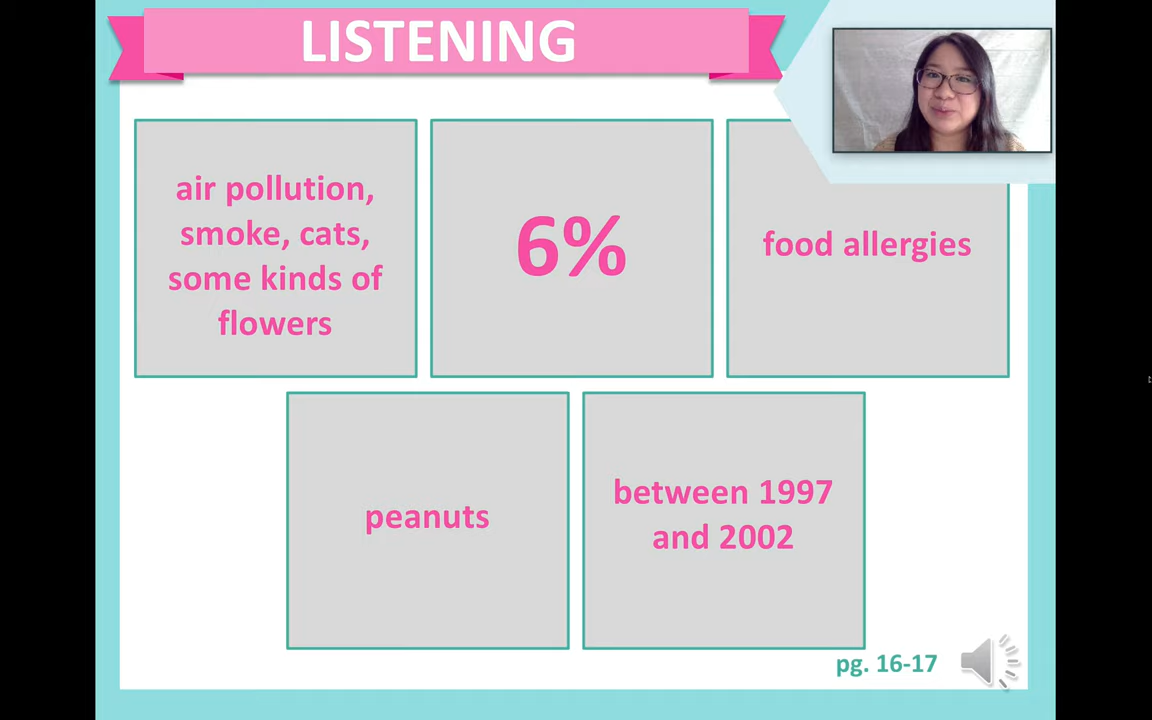 LISTENING
air pollution,
smoke, cats,
some kinds of
flowers
6%
food allergies
peanuts
between 1997
and 2002
pg. 16-17